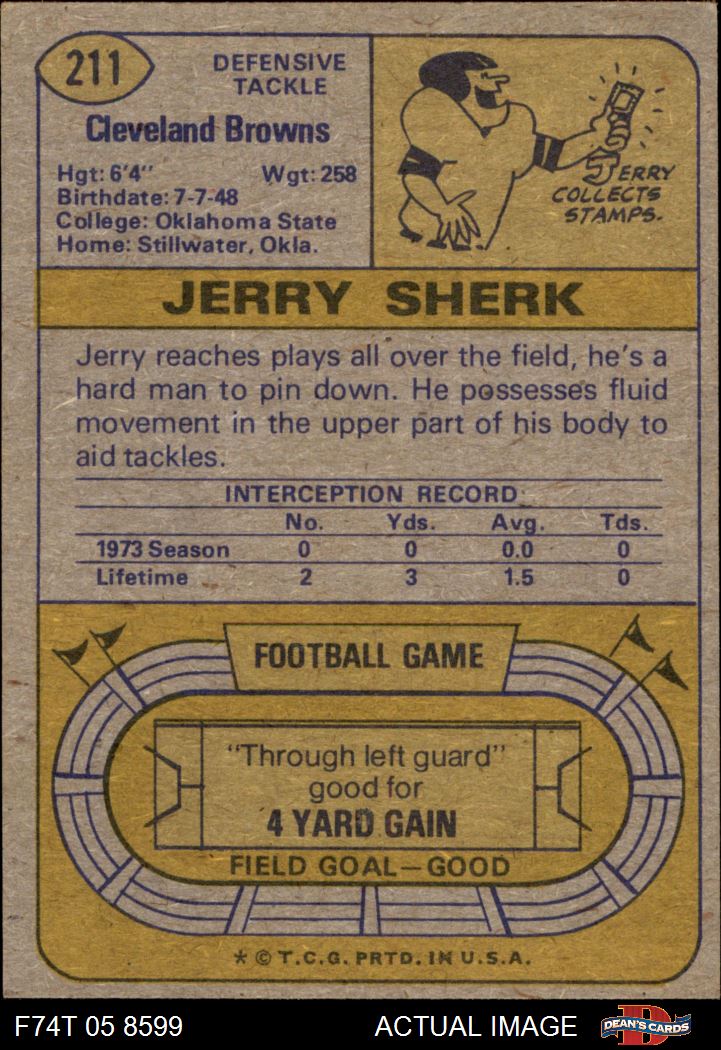 211
DEFENSIVE
TACKLE
Cleveland Browns
Hgt: 6'4" Wgt: 258
Birthdate: 7-7-48
College: Oklahoma State
Home: Stillwater, Okla.
JERRY
COLLECTS
STAMPS.
JERRY SHERK
Jerry reaches plays all over the field, he's a
hard man to pin down. He possesses fluid
movement in the upper part of his body to
aid tackles.
INTERCEPTION RECORD
No. Yds. Avg. Tds.
1973 Season 0 0 0.0 0
Lifetime 2 3 1.5 0
FOOTBALL GAME
"Through left guard"
good for
4 YARD GAIN
FIELD GOAL—GOOD
* © T.C.G. PRTD. IN U.S.A.
F74T 05 8599 ACTUAL IMAGE D DEAN'S CARDS